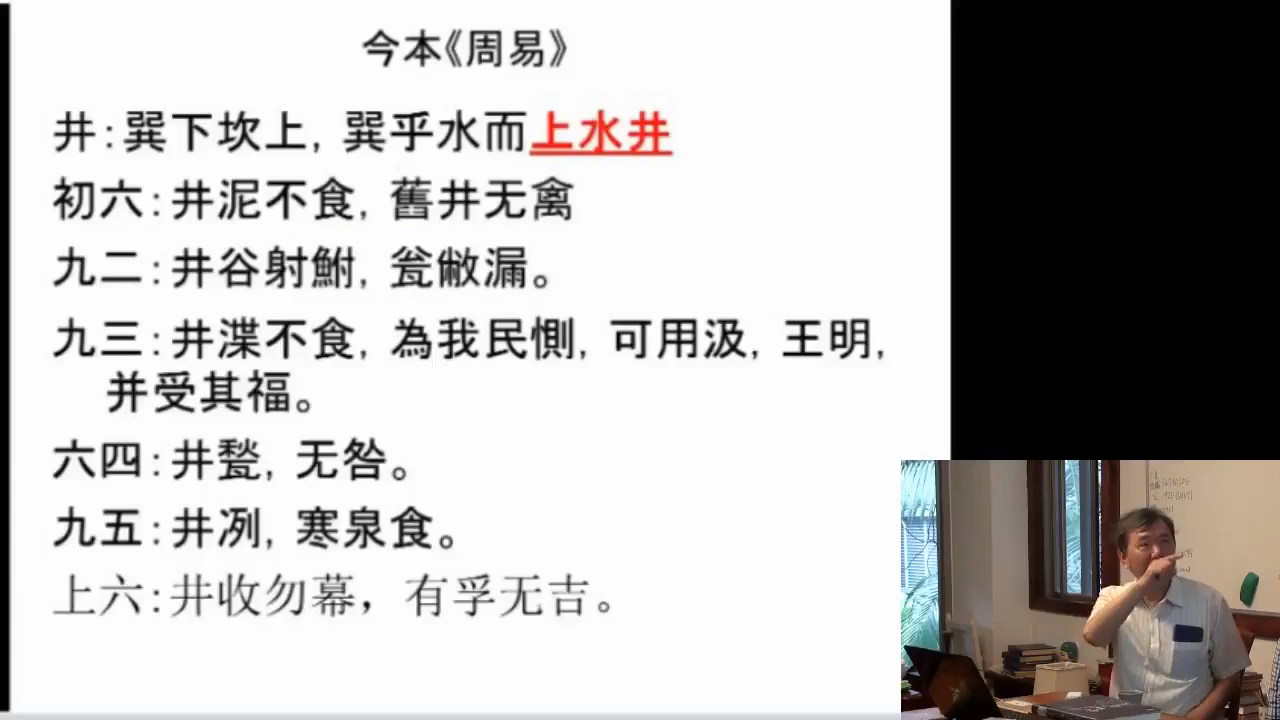 今本《周易》
井：巽下坎上，巽乎水而上水井
初六：井泥不食，舊井无禽
九二：井谷射鮒，瓮敝漏。
九三：井渫不食，為我民惻，可用汲，王明，
并受其福。
六四：井甃，无咎。
九五：井冽，寒泉食。
上六：井收勿幕，有孚无吉。